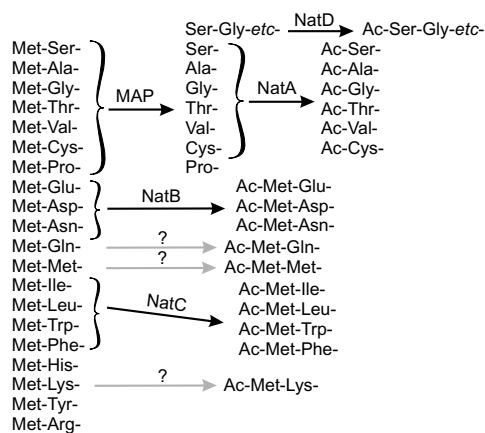 Ser-Gly-etc- NatD Ac-Ser-Gly-etc-
Met-Ser- Ser- Ac-Ser-
Met-Ala- Ala- Ac-Ala-
Met-Gly- MAP Gly- NatA Ac-Gly-
Met-Thr- Thr- Ac-Thr-
Met-Val- Val- Ac-Val-
Met-Cys- Cys- Ac-Cys-
Met-Pro- Pro-
Met-Glu- NatB Ac-Met-Glu-
Met-Asp- Ac-Met-Asp-
Met-Asn- Ac-Met-Asn-
Met-Gln- ? Ac-Met-Gln-
Met-Met- ? Ac-Met-Met-
Met-Ile- Ac-Met-Ile-
Met-Leu- NatC Ac-Met-Leu-
Met-Trp- Ac-Met-Trp-
Met-Phe- Ac-Met-Phe-
Met-His-
Met-Lys- ? Ac-Met-Lys-
Met-Tyr-
Met-Arg-